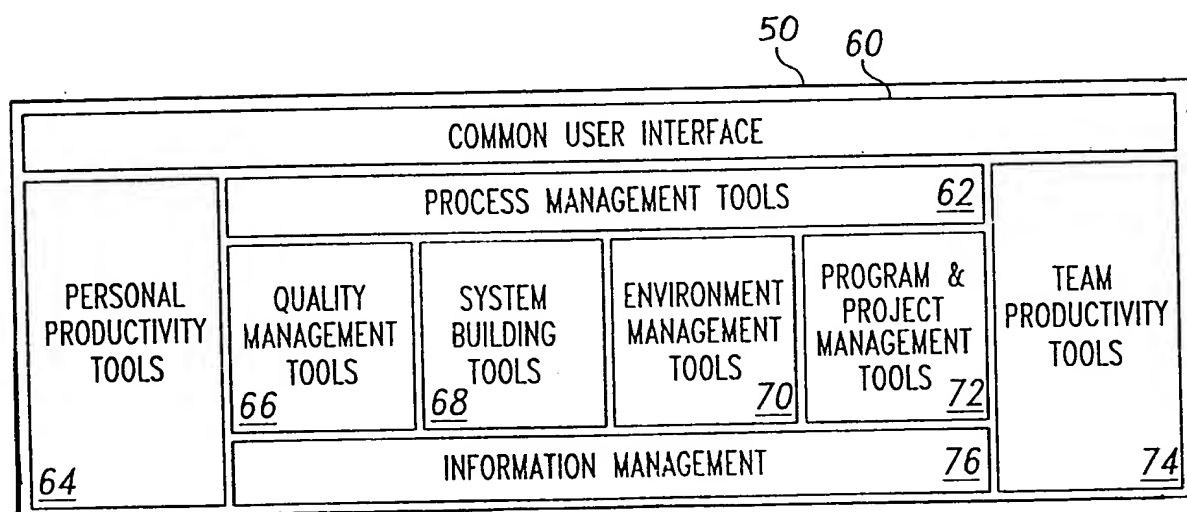 50
60
COMMON USER INTERFACE
PROCESS MANAGEMENT TOOLS 62
PERSONAL
PRODUCTIVITY
TOOLS
64
QUALITY
MANAGEMENT
TOOLS
66
SYSTEM
BUILDING
TOOLS
68
ENVIRONMENT
MANAGEMENT
TOOLS
70
PROGRAM &
PROJECT
MANAGEMENT
TOOLS
72
TEAM
PRODUCTIVITY
TOOLS
74
INFORMATION MANAGEMENT 76